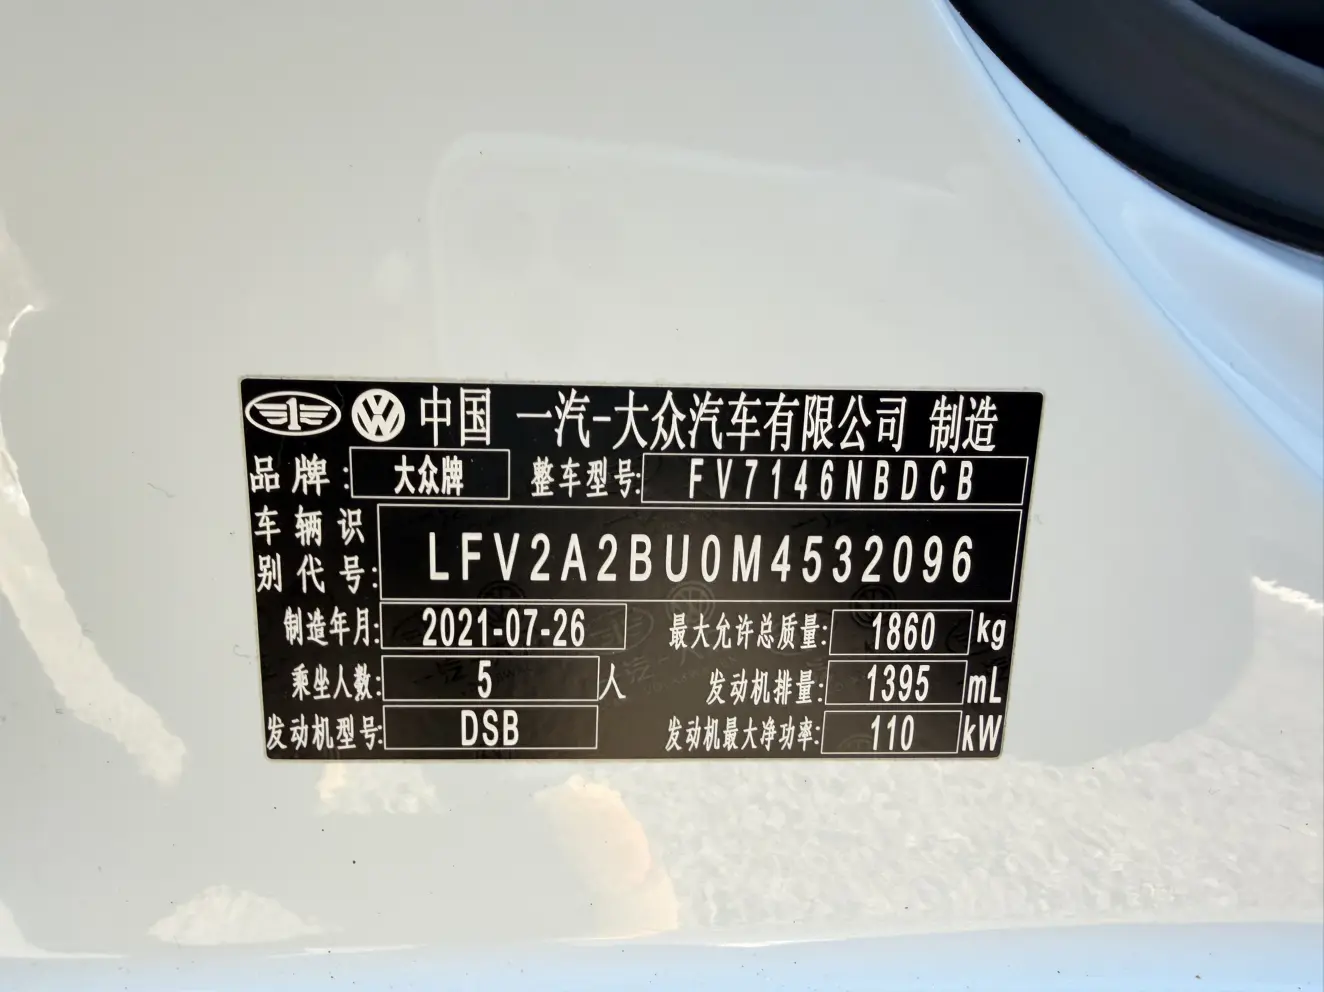 中国 一汽-大众汽车有限公司 制造
品牌: 大众牌 整车型号: FV7146NBDCB
车辆识别代号: LFV2A2BU0M4532096
制造年月: 2021-07-26 最大允许总质量: 1860 kg
乘坐人数: 5 人 发动机排量: 1395 mL
发动机型号: DSB 发动机最大净功率: 110 kW